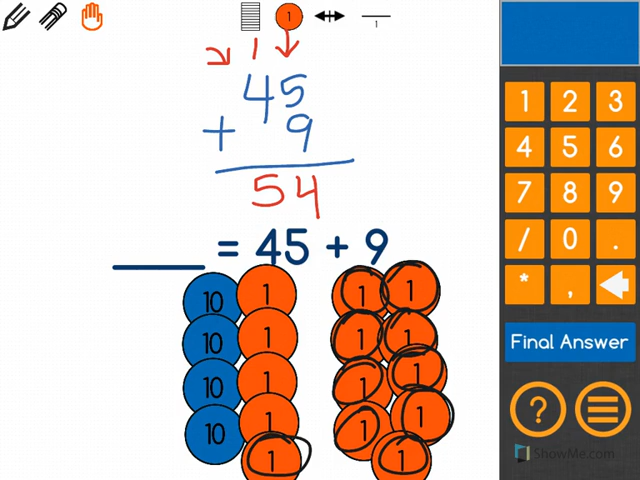 1
1
1
45
+ 9
54
____ = 45 + 9
10 1 1 1
10 1 1 1
10 1 1 1
10 1 1 1
1 1
1 2 3
4 5 6
7 8 9
/ 0 .
* ,
Final Answer
?
ShowMe.com